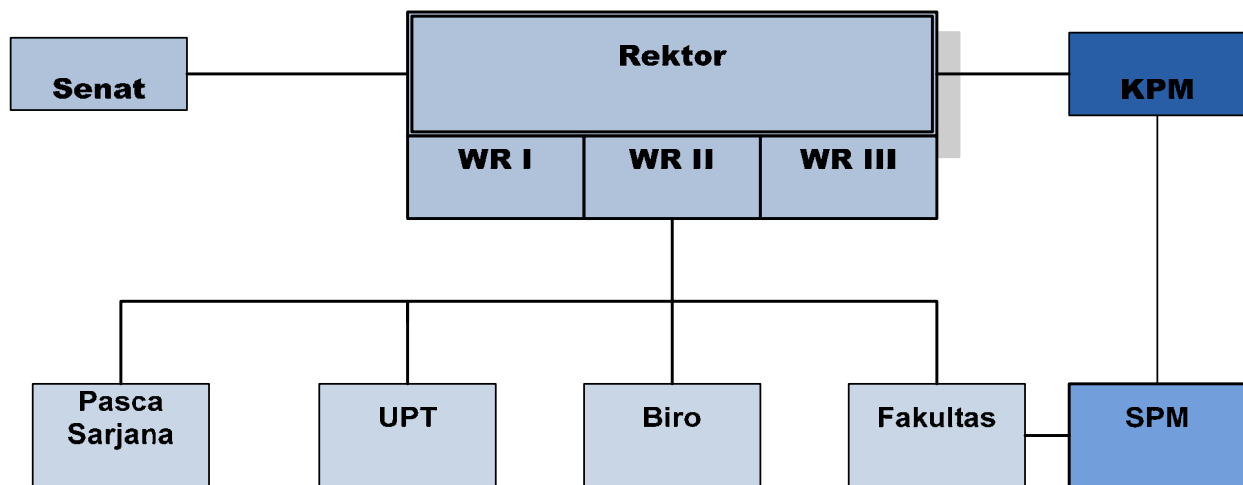 Rektor
Senat
KPM
WR I
WR II
WR III
Pasca
Sarjana
UPT
Biro
Fakultas
SPM